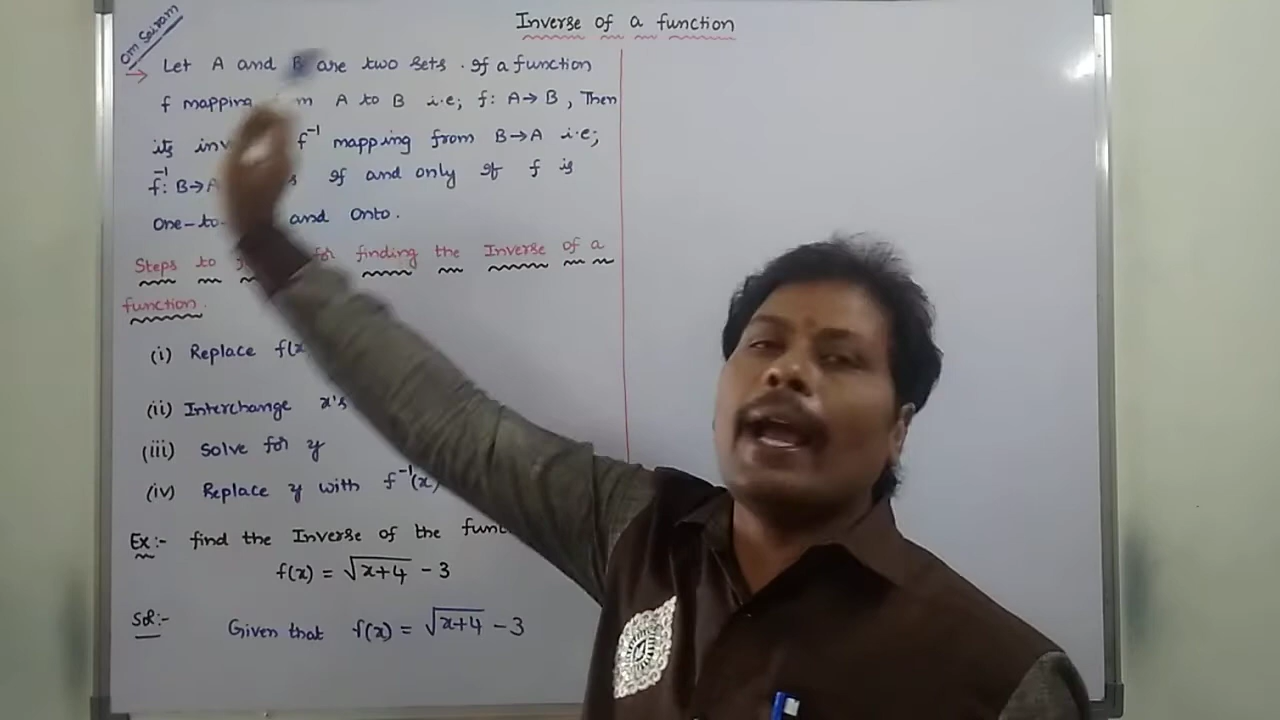 Inverse of a function
Om Sairam
→ Let A and B are two sets. If a function
f mapping A to B i.e; f: A→B, Then
its f⁻¹ mapping from B→A i.e;
f⁻¹: B→A if and only if f is
One-to- and onto.
Steps to for finding the Inverse of a
function.
(i) Replace
(ii) Interchange x's
(iii) Solve for y
(iv) Replace y with f⁻¹(x)
Ex:- find the Inverse of the
f(x) = √(x+4) - 3
Sol:- Given that f(x) = √(x+4) - 3